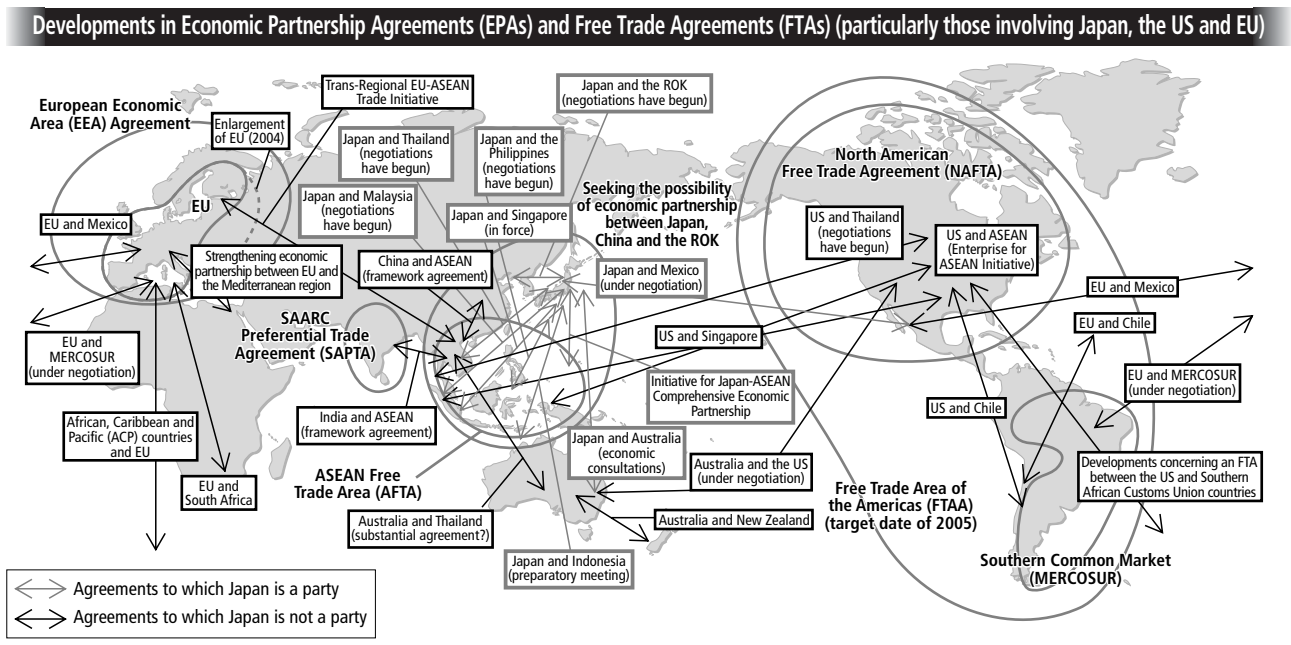 Developments in Economic Partnership Agreements (EPAs) and Free Trade Agreements (FTAs) (particularly those involving Japan, the US and EU)
European Economic
Area (EEA) Agreement
Enlargement
of EU (2004)
Trans-Regional EU-ASEAN
Trade Initiative
Japan and the ROK
(negotiations have begun)
Japan and Thailand
(negotiations
have begun)
Japan and the
Philippines
(negotiations
have begun)
North American
Free Trade Agreement (NAFTA)
EU
Japan and Malaysia
(negotiations
have begun)
Japan and Singapore
(in force)
Seeking the possibility
of economic partnership
between Japan,
China and the ROK
US and Thailand
(negotiations
have begun)
US and ASEAN
(Enterprise for
ASEAN Initiative)
EU and Mexico
Strengthening economic
partnership between EU and
the Mediterranean region
China and ASEAN
(framework agreement)
Japan and Mexico
(under negotiation)
EU and Mexico
SAARC
Preferential Trade
Agreement (SAPTA)
EU and
MERCOSUR
(under negotiation)
US and Singapore
EU and Chile
Initiative for Japan-ASEAN
Comprehensive Economic
Partnership
EU and MERCOSUR
(under negotiation)
US and Chile
African, Caribbean and
Pacific (ACP) countries
and EU
India and ASEAN
(framework agreement)
Japan and Australia
(economic
consultations)
Australia and the US
(under negotiation)
Developments concerning an FTA
between the US and Southern
African Customs Union countries
EU and
South Africa
ASEAN Free
Trade Area (AFTA)
Free Trade Area of
the Americas (FTAA)
(target date of 2005)
Australia and Thailand
(substantial agreement?)
Australia and New Zealand
Japan and Indonesia
(preparatory meeting)
Southern Common Market
(MERCOSUR)
Agreements to which Japan is a party
Agreements to which Japan is not a party